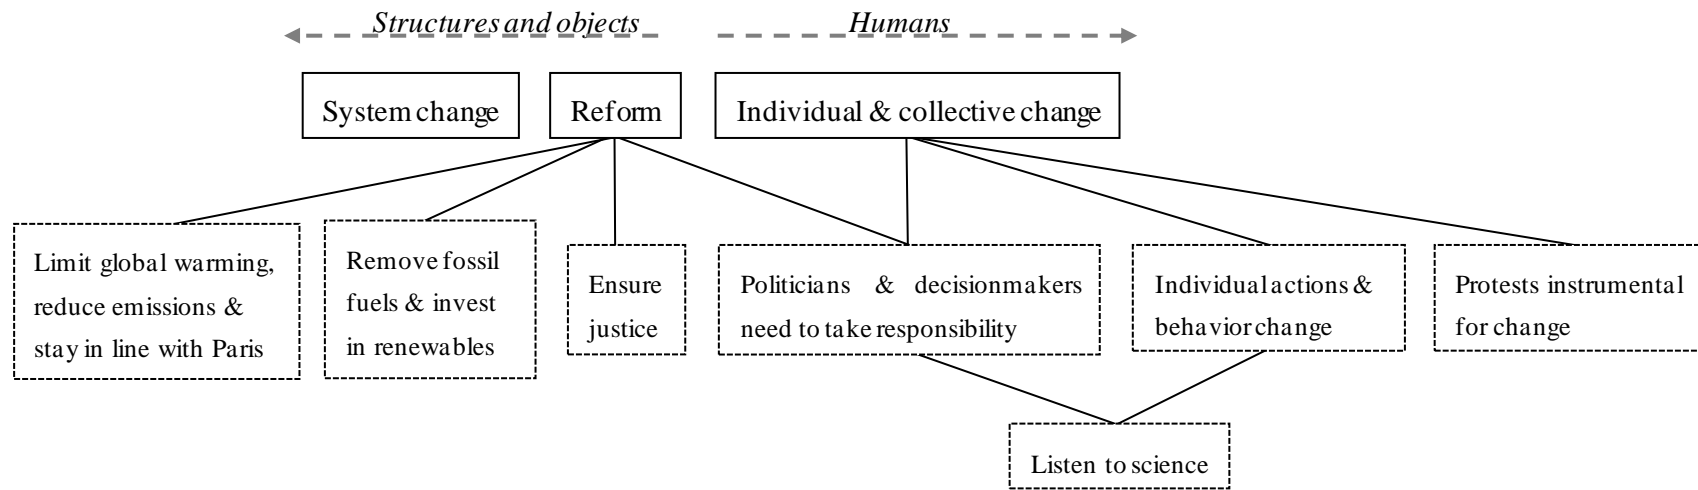 Structures and objects
Humans
System change
Reform
Individual & collective change
Limit global warming,
reduce emissions &
stay in line with Paris
Remove fossil
fuels & invest
in renewables
Ensure
justice
Politicians & decisionmakers
need to take responsibility
Individual actions &
behavior change
Protests instrumental
for change
Listen to science